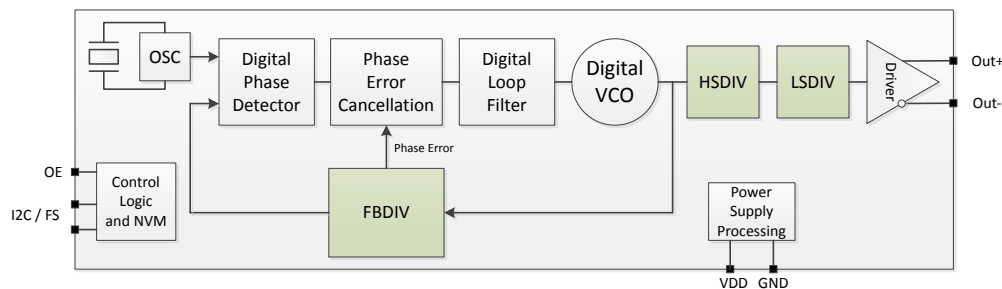 OSC
Digital
Phase
Detector
Phase
Error
Cancellation
Digital
Loop
Filter
Digital
VCO
HSDIV
LSDIV
Driver
Out+
Out-
Phase Error
OE
I2C / FS
Control
Logic
and NVM
FBDIV
Power
Supply
Processing
VDD
GND